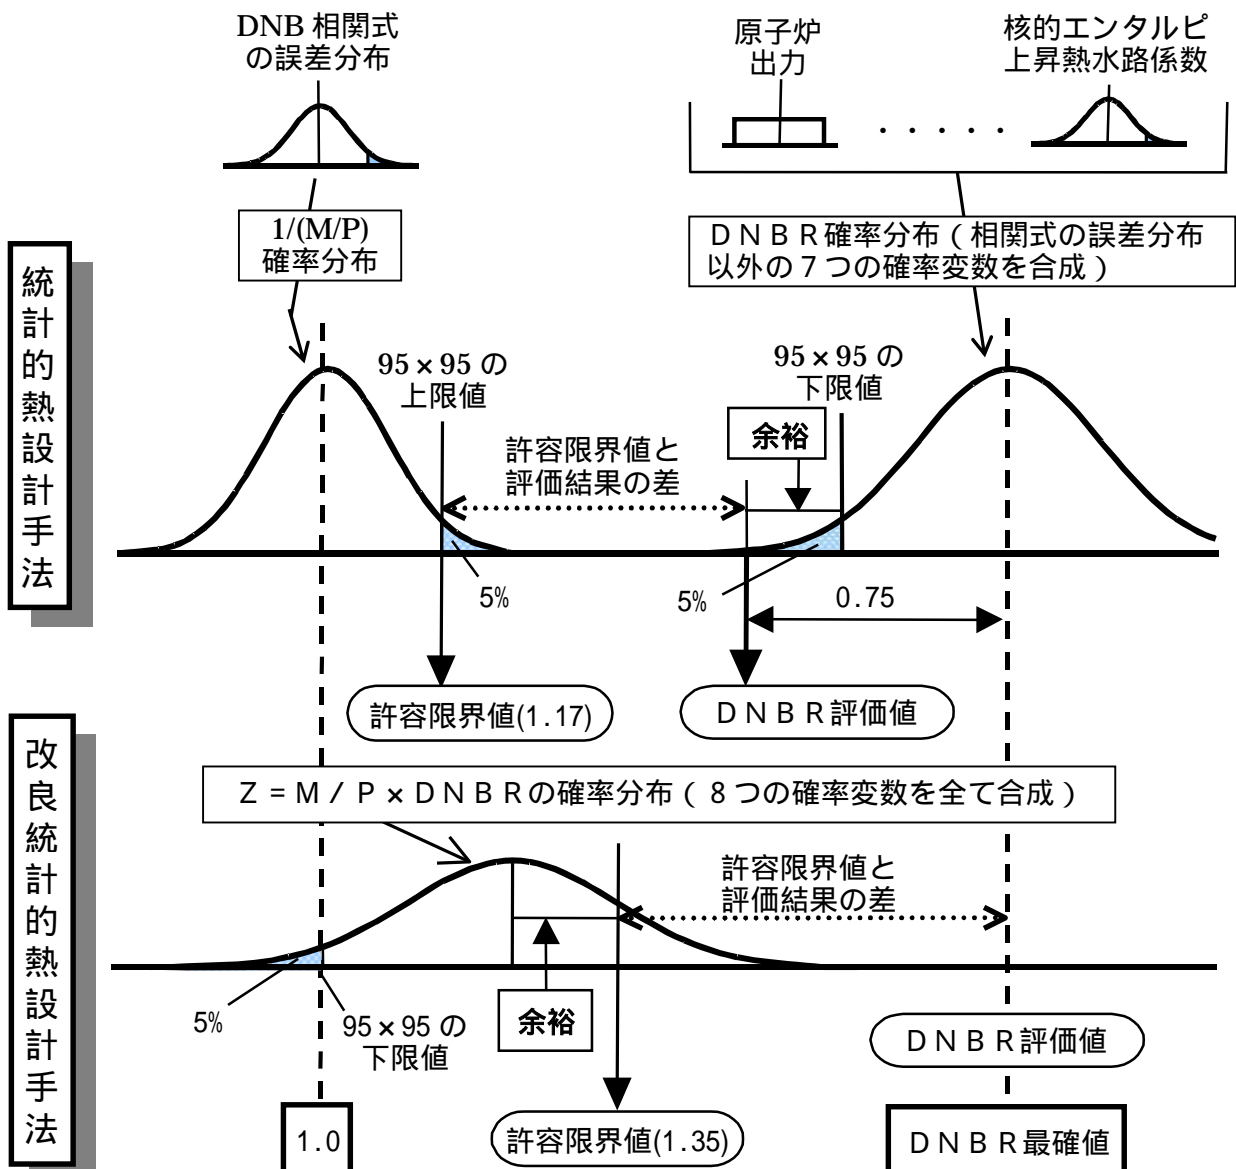 DNB 相関式
の誤差分布
原子炉
出力
・・・・・
核的エンタルピ
上昇熱水路係数
1/(M/P)
確率分布
DNBR確率分布(相関式の誤差分布
以外の7つの確率変数を合成)
統計的熱設計手法
95×95 の
上限値
許容限界値と
評価結果の差
95×95 の
下限値
余裕
5%
5%
0.75
許容限界値(1.17)
DNBR評価値
改良統計的熱設計手法
Z=M/P×DNBRの確率分布(8つの確率変数を全て合成)
許容限界値と
評価結果の差
5%
95×95 の
下限値
余裕
DNBR評価値
1.0
許容限界値(1.35)
DNBR最確値